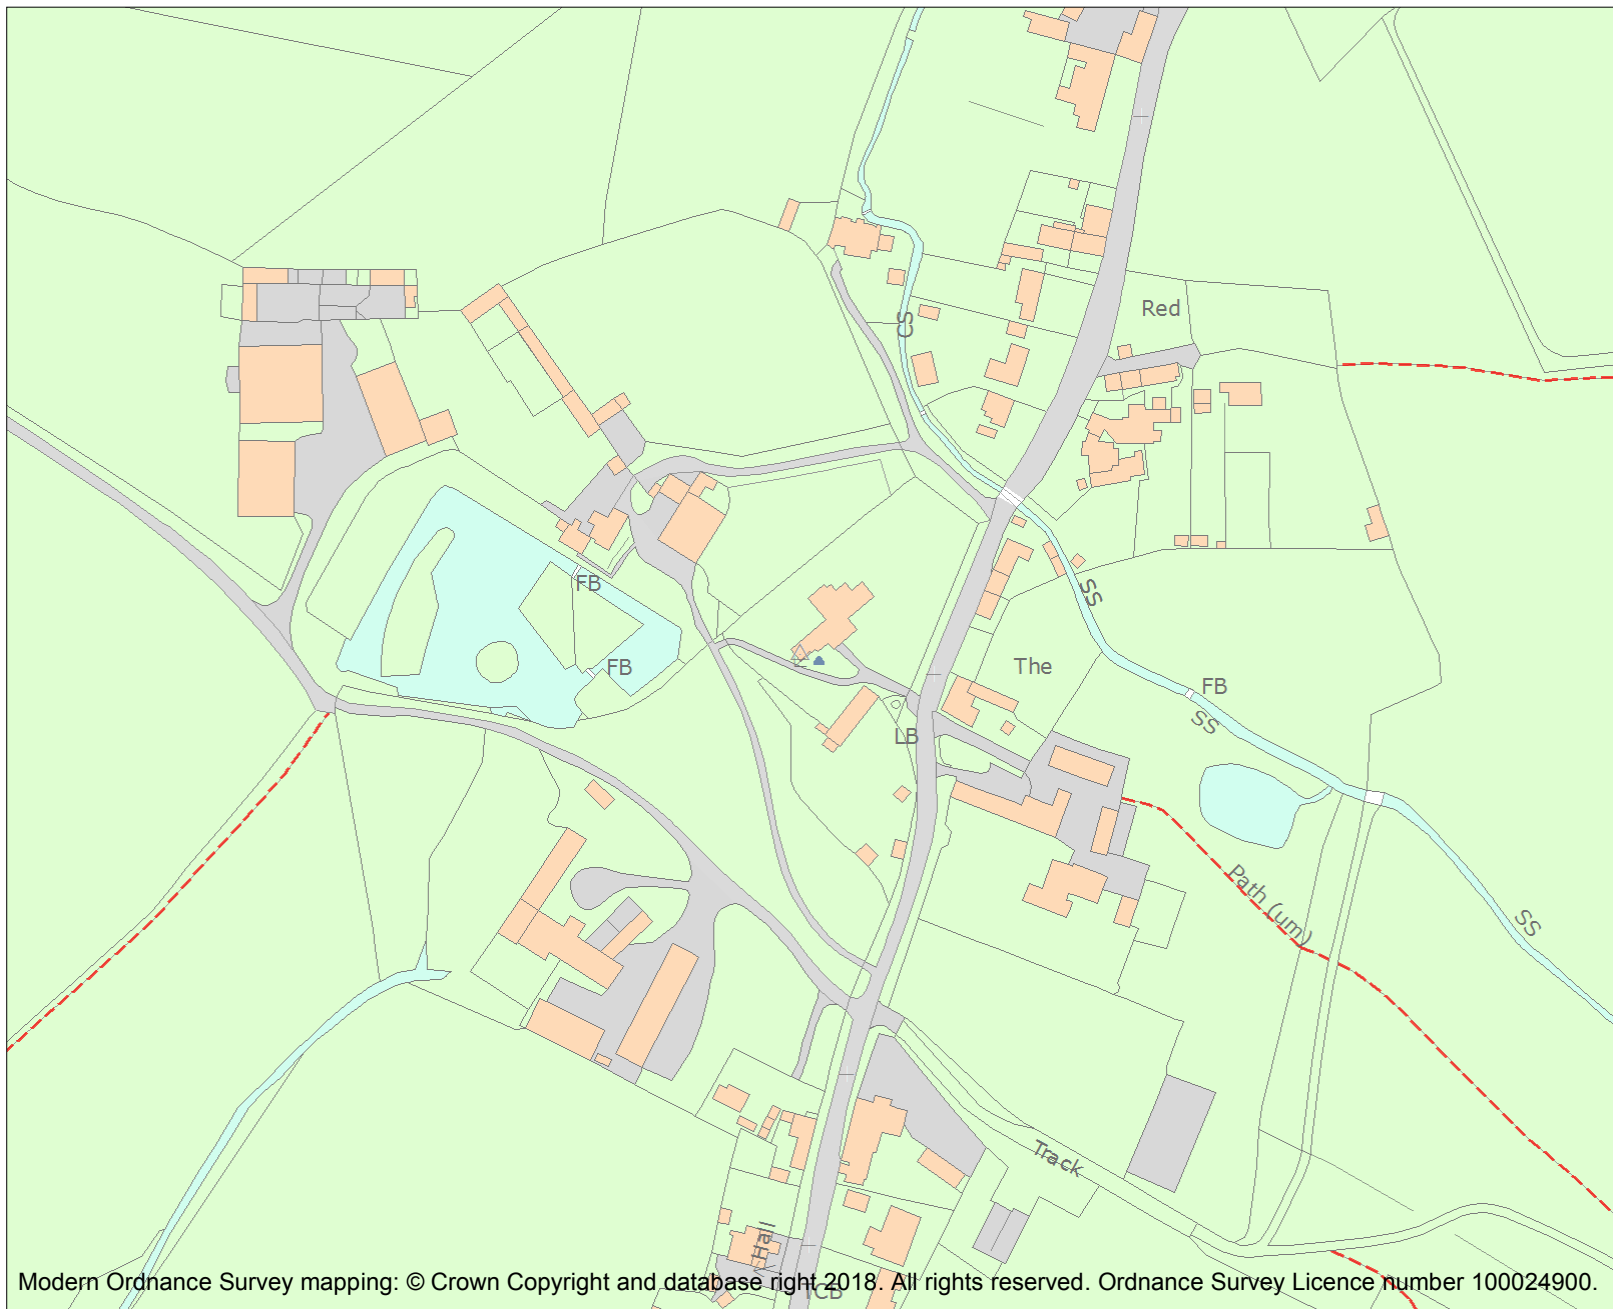 Red
CS
FB
SS
FB
The
FB
SS
LB
Path (um)
SS
Track
Hall
TCB
Modern Ordnance Survey mapping: © Crown Copyright and database right 2018. All rights reserved. Ordnance Survey Licence number 100024900.